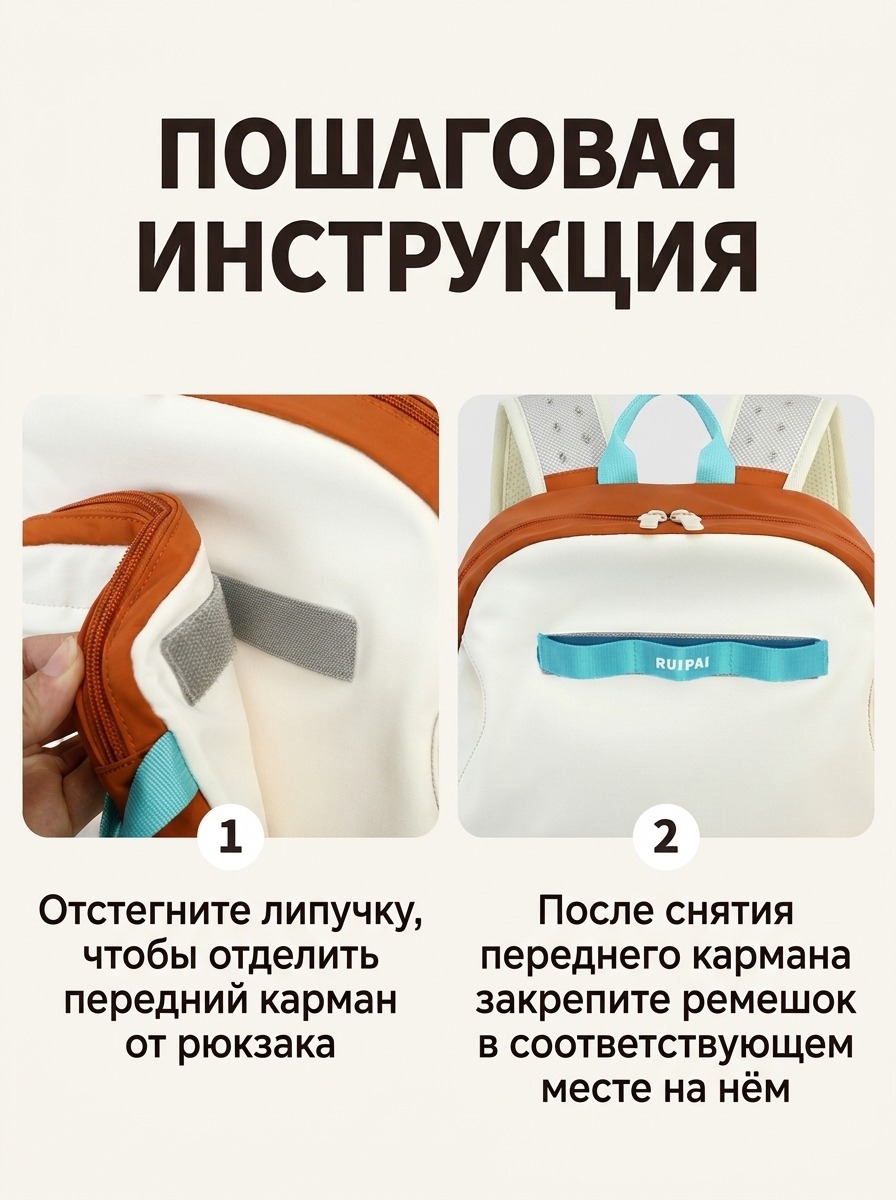 ПОШАГОВАЯ
ИНСТРУКЦИЯ
RUIPAI
1
Отстегните липучку,
чтобы отделить
передний карман
от рюкзака
2
После снятия
переднего кармана
закрепите ремешок
в соответствующем
месте на нём